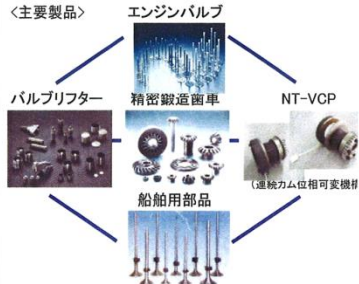 〈主要製品〉
エンジンバルブ
バルブリフター
精密鍛造歯車
NT-VCP
(連続カム位相可変機構
船舶用部品